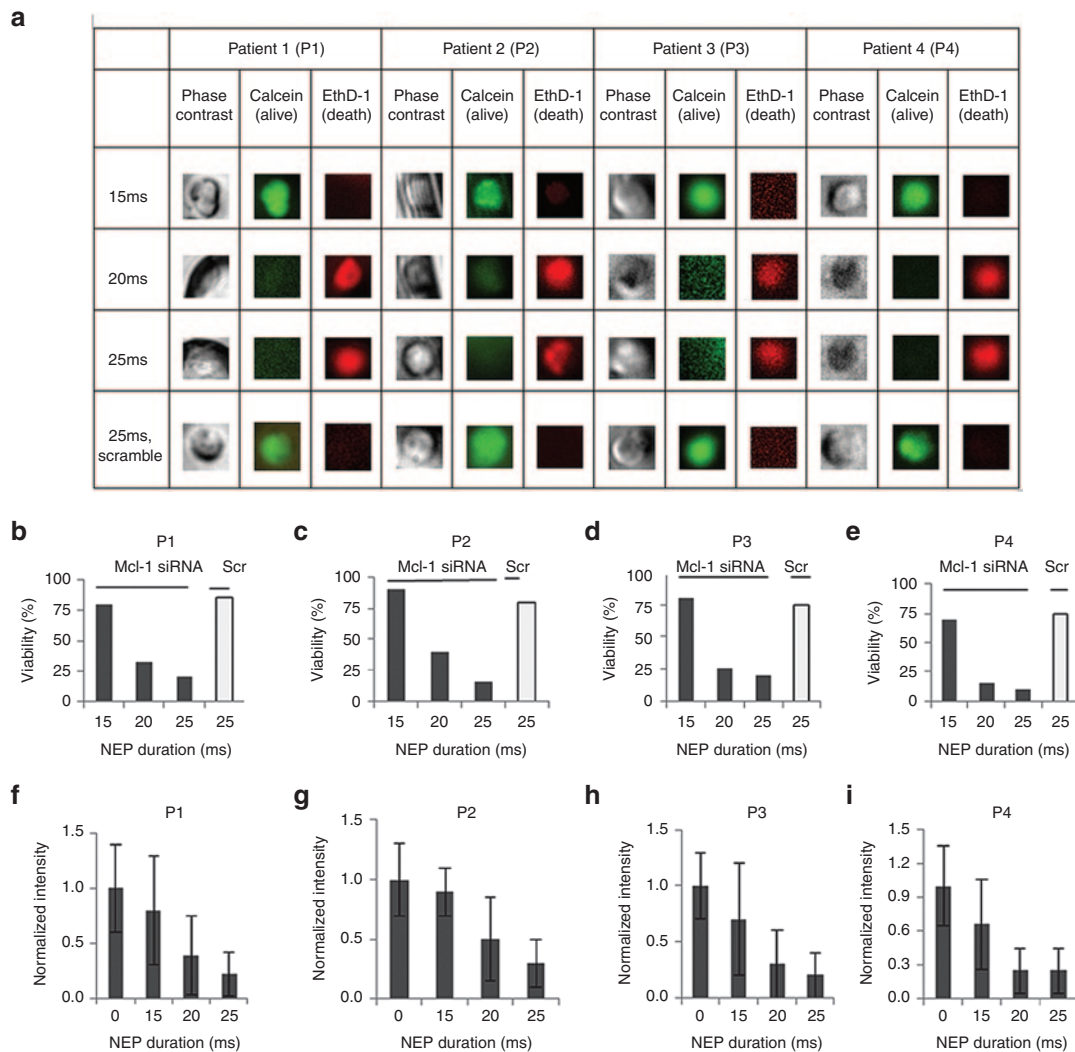 a
Patient 1 (P1) Patient 2 (P2) Patient 3 (P3) Patient 4 (P4)
Phase Calcein EthD-1 Phase Calcein EthD-1 Phase Calcein EthD-1 Phase Calcein EthD-1
contrast (alive) (death) contrast (alive) (death) contrast (alive) (death) contrast (alive) (death)
15ms
20ms
25ms
25ms,
scramble
b
P1
Mcl-1 siRNA Scr
Viability (%)
100
75
50
25
0
15 20 25 25
NEP duration (ms)
c
P2
Mcl-1 siRNA Scr
Viability (%)
100
75
50
25
0
15 20 25 25
NEP duration (ms)
d
P3
Mcl-1 siRNA Scr
Viability (%)
100
75
50
25
0
15 20 25 25
NEP duration (ms)
e
P4
Mcl-1 siRNA Scr
Viability (%)
100
75
50
25
0
15 20 25 25
NEP duration (ms)
f
P1
Normalized intensity
1.5
1.0
0.5
0.0
0 15 20 25
NEP duration (ms)
g
P2
Normalized intensity
1.5
1.0
0.5
0.0
0 15 20 25
NEP duration (ms)
h
P3
Normalized intensity
1.5
1.0
0.5
0.0
0 15 20 25
NEP duration (ms)
i
P4
Normalized intensity
1.5
1.2
0.9
0.6
0.3
0.0
0 15 20 25
NEP duration (ms)